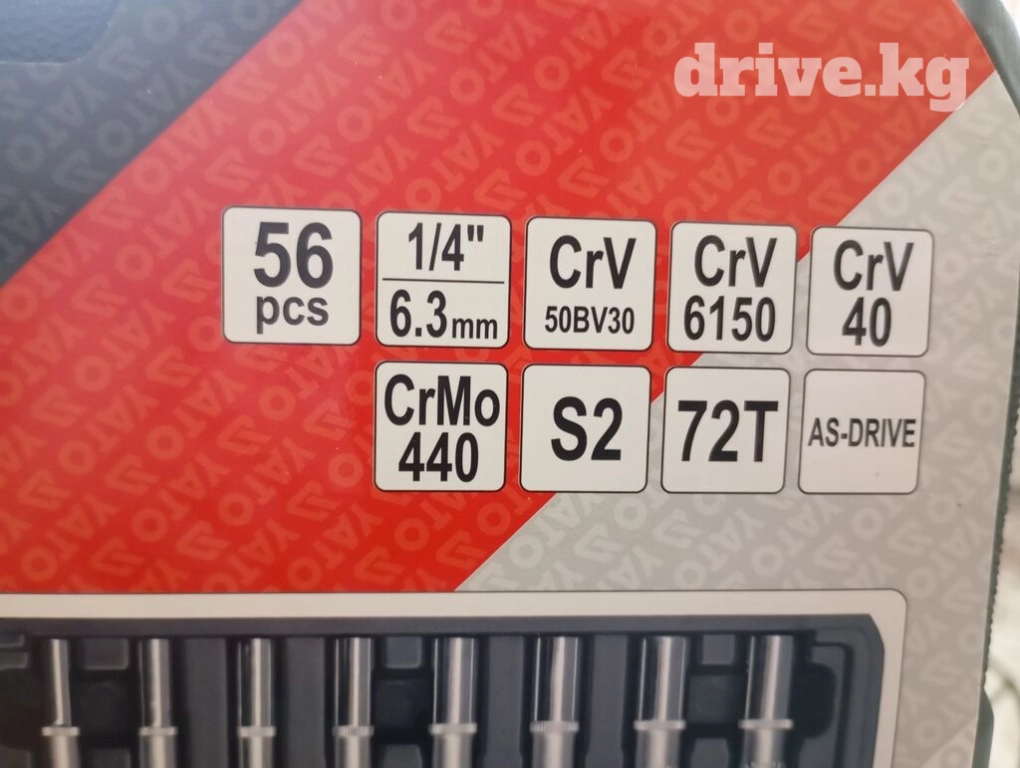 drive.kg
56
pcs
1/4"
6.3mm
CrV
50BV30
CrV
6150
CrV
40
CrMo
440
S2
72T
AS-DRIVE
YATO